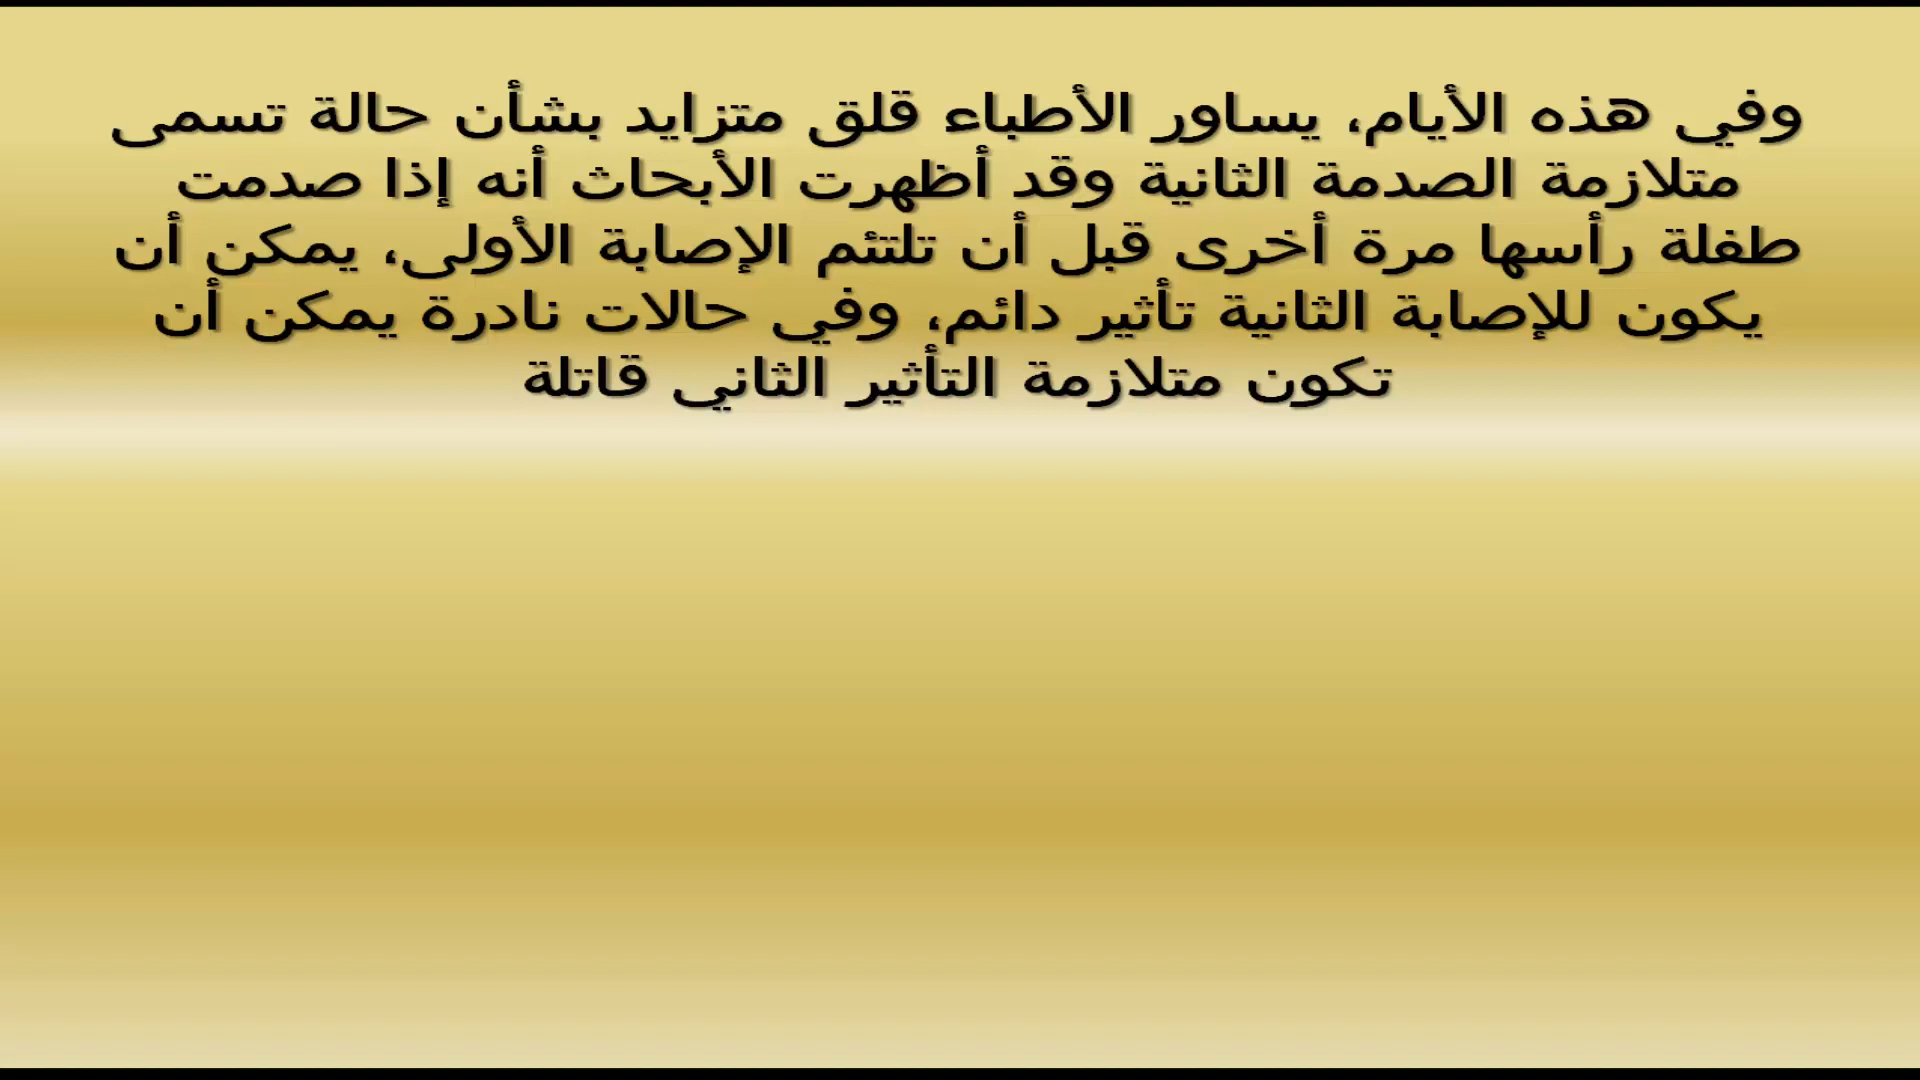 وفي هذه الأيام، يساور الأطباء قلق متزايد بشأن حالة تسمى
متلازمة الصدمة الثانية وقد أظهرت الأبحاث أنه إذا صدمت
طفلة رأسها مرة أخرى قبل أن تلتئم الإصابة الأولى، يمكن أن
يكون للإصابة الثانية تأثير دائم، وفي حالات نادرة يمكن أن
تكون متلازمة التأثير الثاني قاتلة